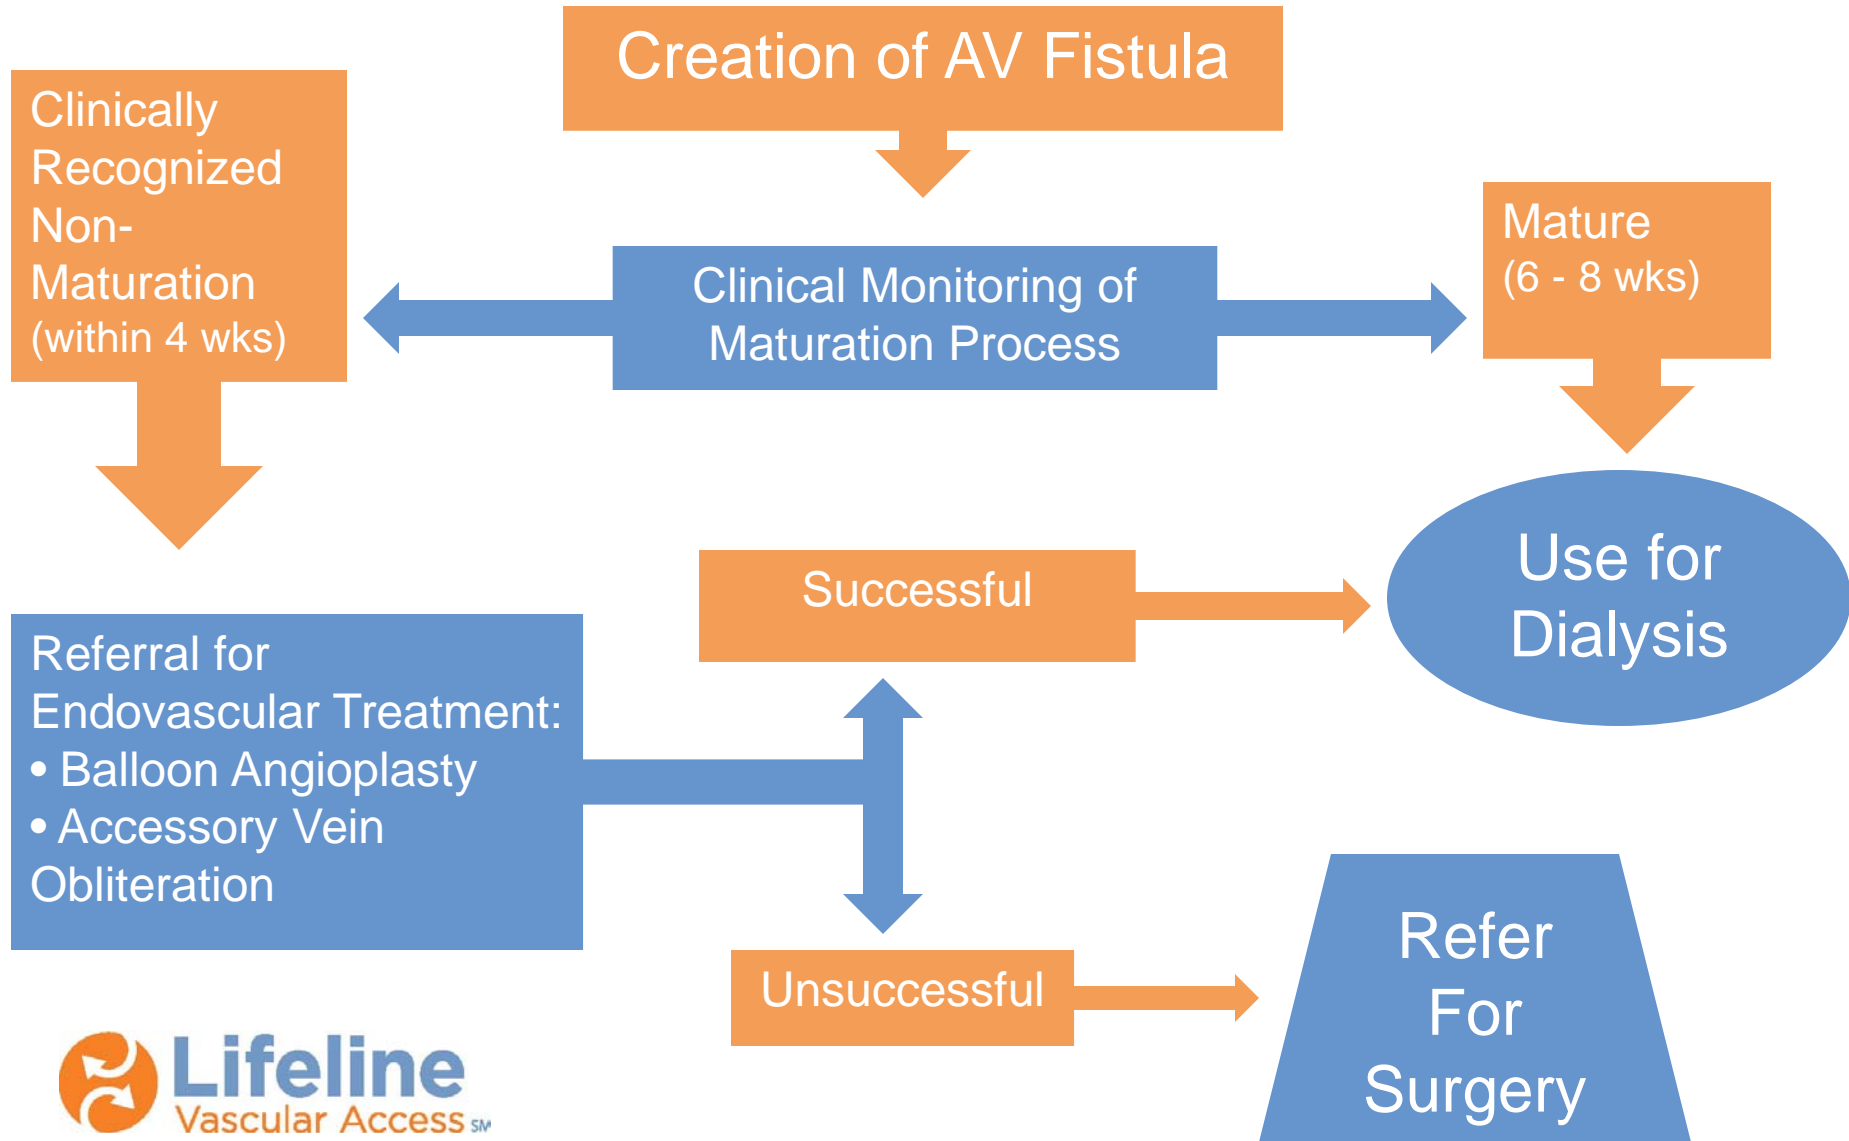 Creation of AV Fistula
Clinically
Recognized
Non-
Maturation
(within 4 wks)
Clinical Monitoring of
Maturation Process
Mature
(6 - 8 wks)
Referral for
Endovascular Treatment:
• Balloon Angioplasty
• Accessory Vein
Obliteration
Successful
Use for
Dialysis
Unsuccessful
Refer
For
Surgery
Lifeline
Vascular Access SM